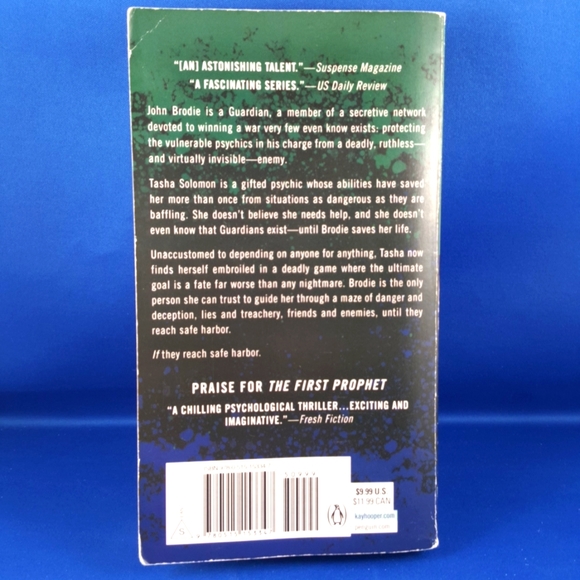 "[AN] ASTONISHING TALENT."—Suspense Magazine
"A FASCINATING SERIES."—US Daily Review
John Brodie is a Guardian, a member of a secretive network
devoted to winning a war very few even know exists: protecting
the vulnerable psychics in his charge from a deadly, ruthless—
and virtually invisible—enemy.
Tasha Solomon is a gifted psychic whose abilities have saved
her more than once from situations as dangerous as they are
baffling. She doesn't believe she needs help, and she doesn't
even know that Guardians exist—until Brodie saves her life.
Unaccustomed to depending on anyone for anything, Tasha now
finds herself embroiled in a deadly game where the ultimate
goal is a fate far worse than any nightmare. Brodie is the only
person she can trust to guide her through a maze of danger and
deception, lies and treachery, friends and enemies, until they
reach safe harbor.
If they reach safe harbor.
PRAISE FOR THE FIRST PROPHET
"A CHILLING PSYCHOLOGICAL THRILLER...EXCITING AND
IMAGINATIVE."—Fresh Fiction
$9.99 U.S.
$11.99 CAN
kayhooper.com